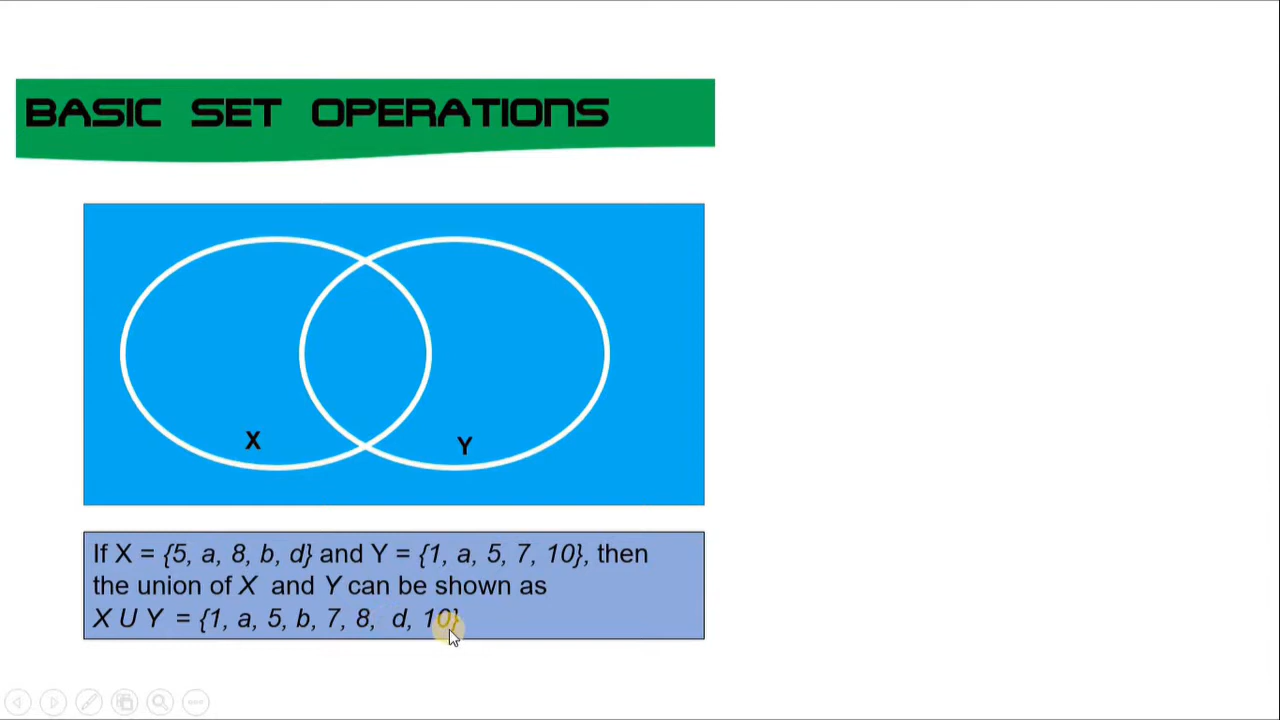 BASIC SET OPERATIONS
X
Y
If X = {5, a, 8, b, d} and Y = {1, a, 5, 7, 10}, then
the union of X and Y can be shown as
X U Y = {1, a, 5, b, 7, 8, d, 10}